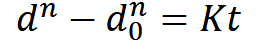 dⁿ − d₀ⁿ = Kt